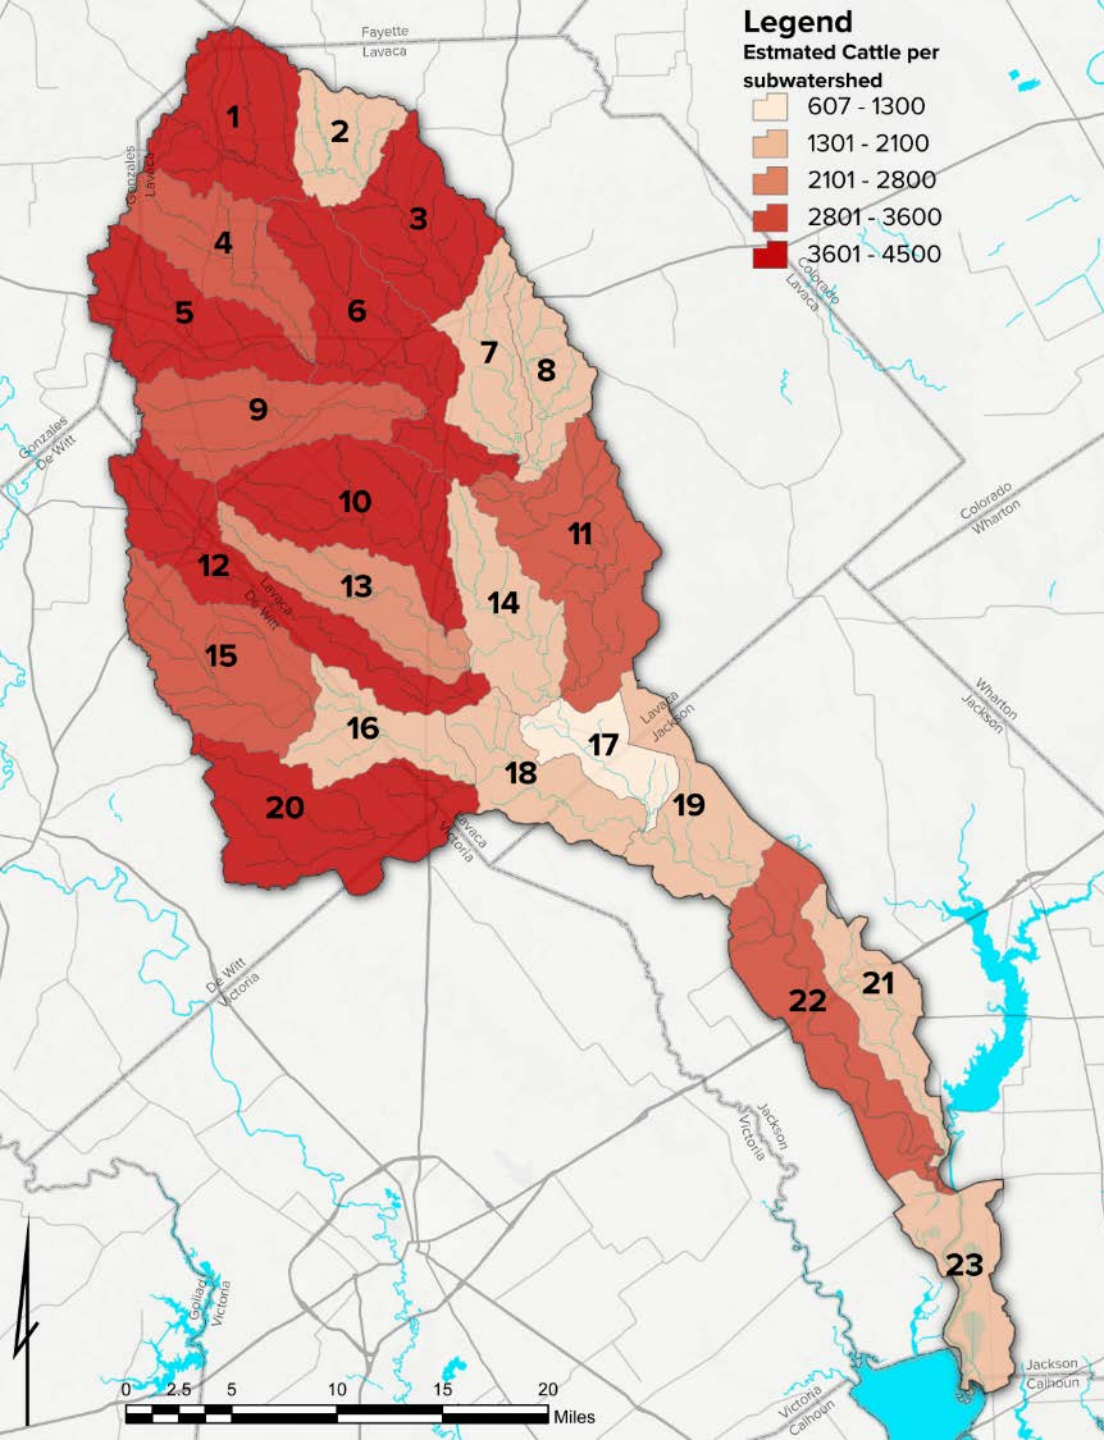 Legend
Estmated Cattle per
subwatershed
607 - 1300
1301 - 2100
2101 - 2800
2801 - 3600
3601 - 4500
Fayette
Lavaca
Gonzales
Lavaca
Colorado
Lavaca
Gonzales
De Witt
Colorado
Wharton
Lavaca
De Witt
Lavaca
Jackson
Wharton
Jackson
Lavaca
Victoria
De Witt
Victoria
Jackson
Victoria
Goliad
Victoria
Victoria
Calhoun
Jackson
Calhoun
1
2
3
4
5
6
7
8
9
10
11
12
13
14
15
16
17
18
19
20
21
22
23
0 2.5 5 10 15 20
Miles